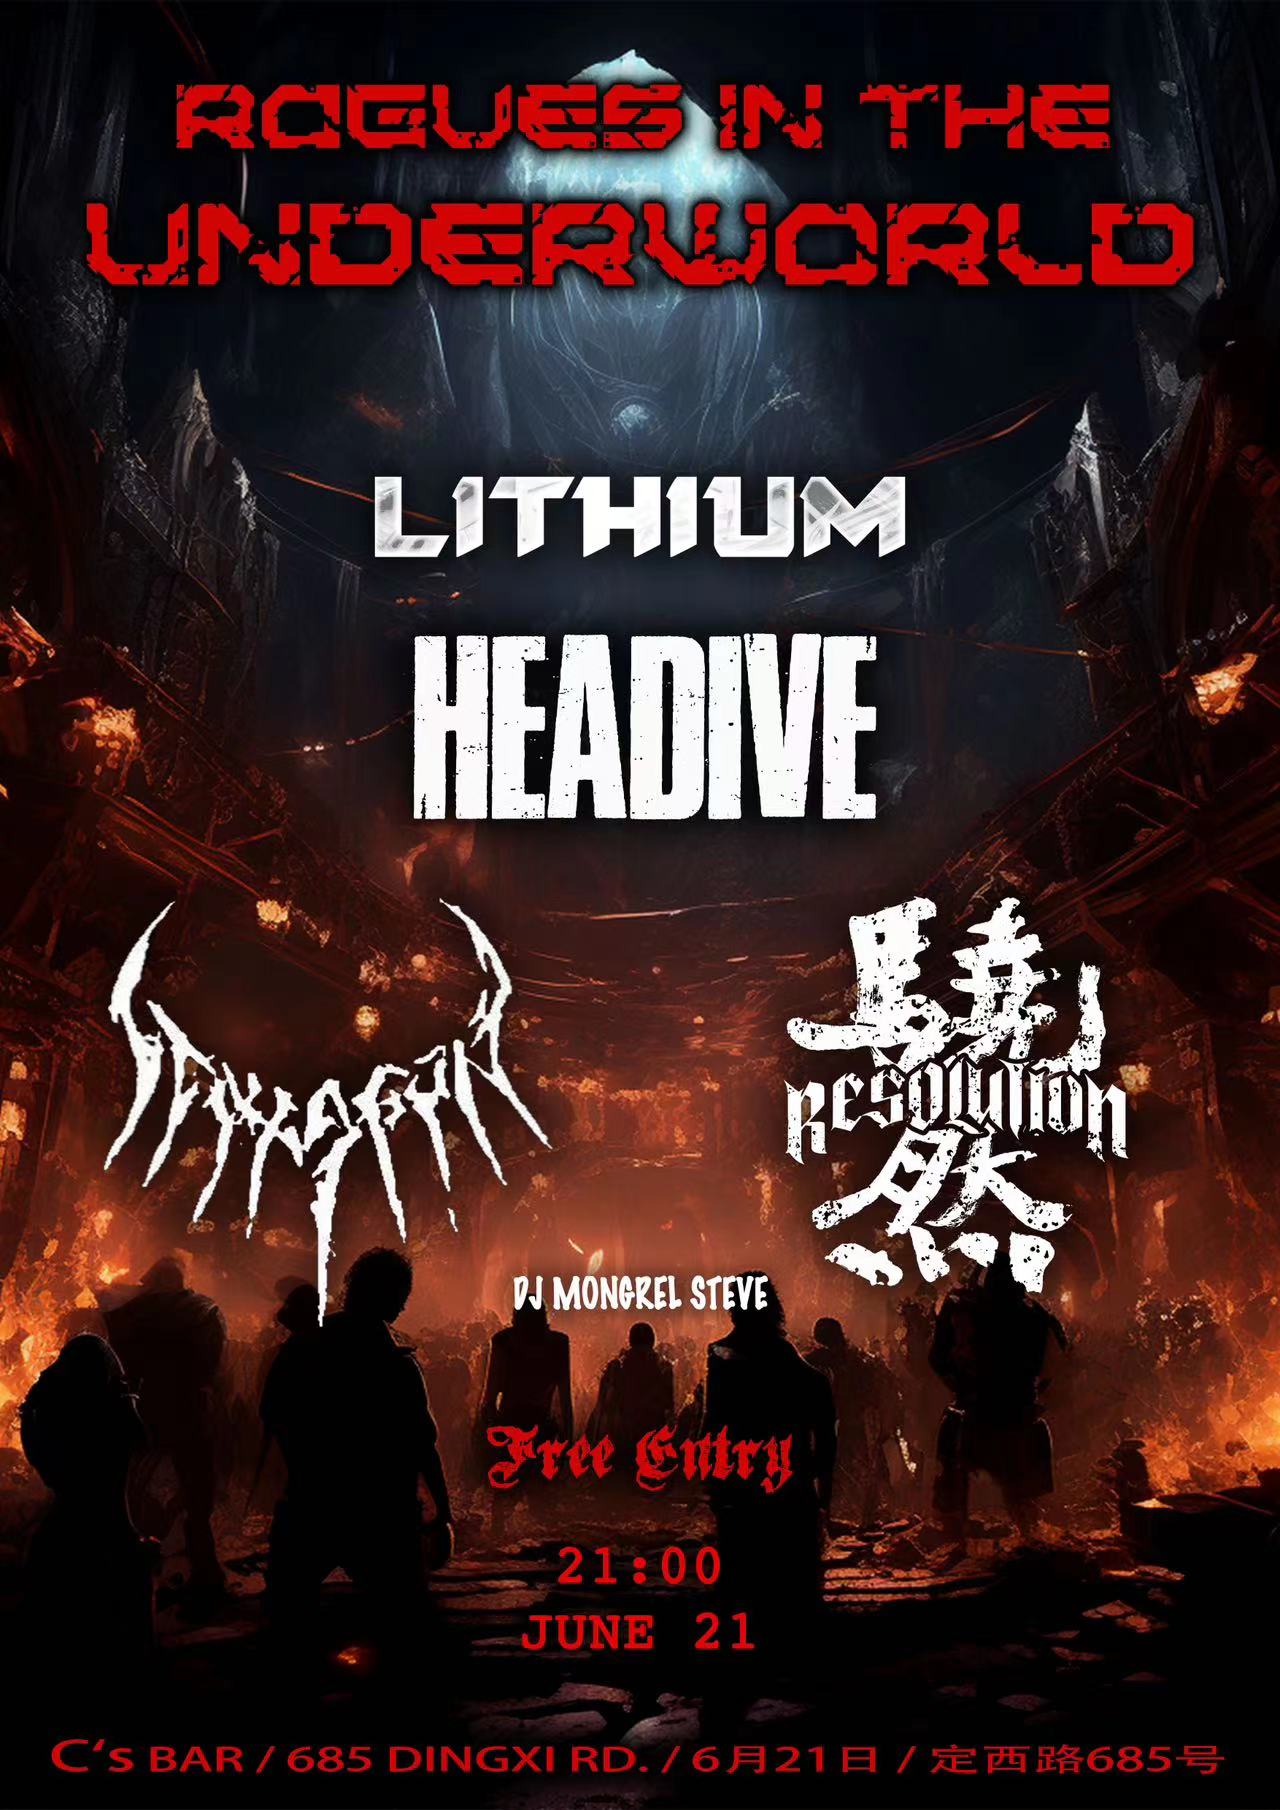 ROGUES IN THE
UNDERWORLD
LITHIUM
HEADIVE
RESOLUTION
然
DJ MONGREL STEVE
Free Entry
21:00
JUNE 21
C‘s BAR / 685 DINGXI RD. / 6月21日 / 定西路685号